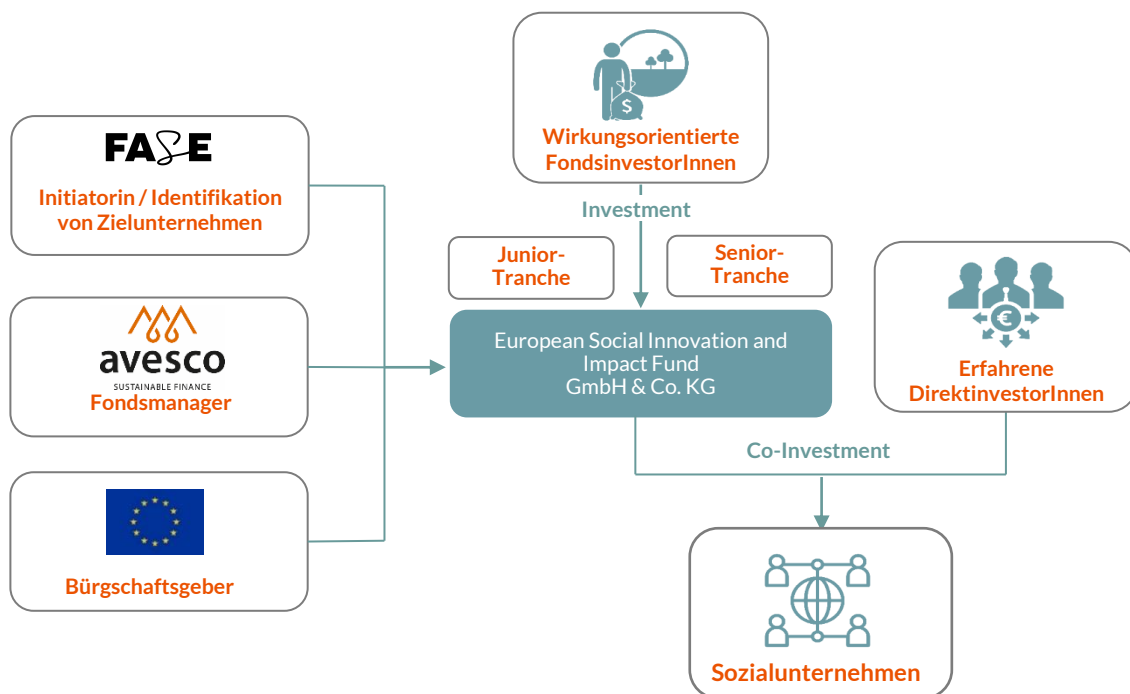 FASE
Initiatorin / Identifikation
von Zielunternehmen
avesco
SUSTAINABLE FINANCE
Fondsmanager
Bürgschaftsgeber
$
Wirkungsorientierte
FondsinvestorInnen
Investment
Junior-
Tranche
Senior-
Tranche
European Social Innovation and
Impact Fund
GmbH & Co. KG
€
Erfahrene
DirektinvestorInnen
Co-Investment
Sozialunternehmen